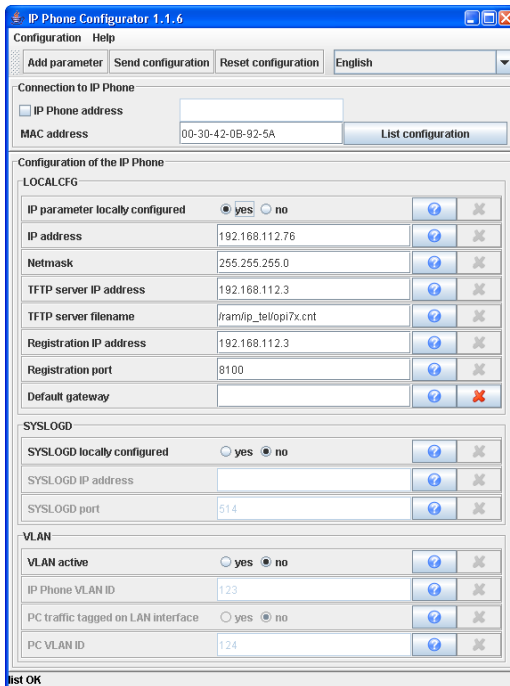 IP Phone Configurator 1.1.6
Configuration Help
Add parameter Send configuration Reset configuration English
Connection to IP Phone
IP Phone address
MAC address 00-30-42-0B-92-5A List configuration
Configuration of the IP Phone
LOCALCFG
IP parameter locally configured yes no
IP address 192.168.112.76
Netmask 255.255.255.0
TFTP server IP address 192.168.112.3
TFTP server filename /ram/ip_tel/opi7x.cnt
Registration IP address 192.168.112.3
Registration port 8100
Default gateway
SYSLOGD
SYSLOGD locally configured yes no
SYSLOGD IP address
SYSLOGD port 514
VLAN
VLAN active yes no
IP Phone VLAN ID 123
PC traffic tagged on LAN interface yes no
PC VLAN ID 124
list OK